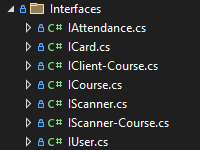 Interfaces
C# IAttendance.cs
C# ICard.cs
C# IClient-Course.cs
C# ICourse.cs
C# IScanner.cs
C# IScanner-Course.cs
C# IUser.cs